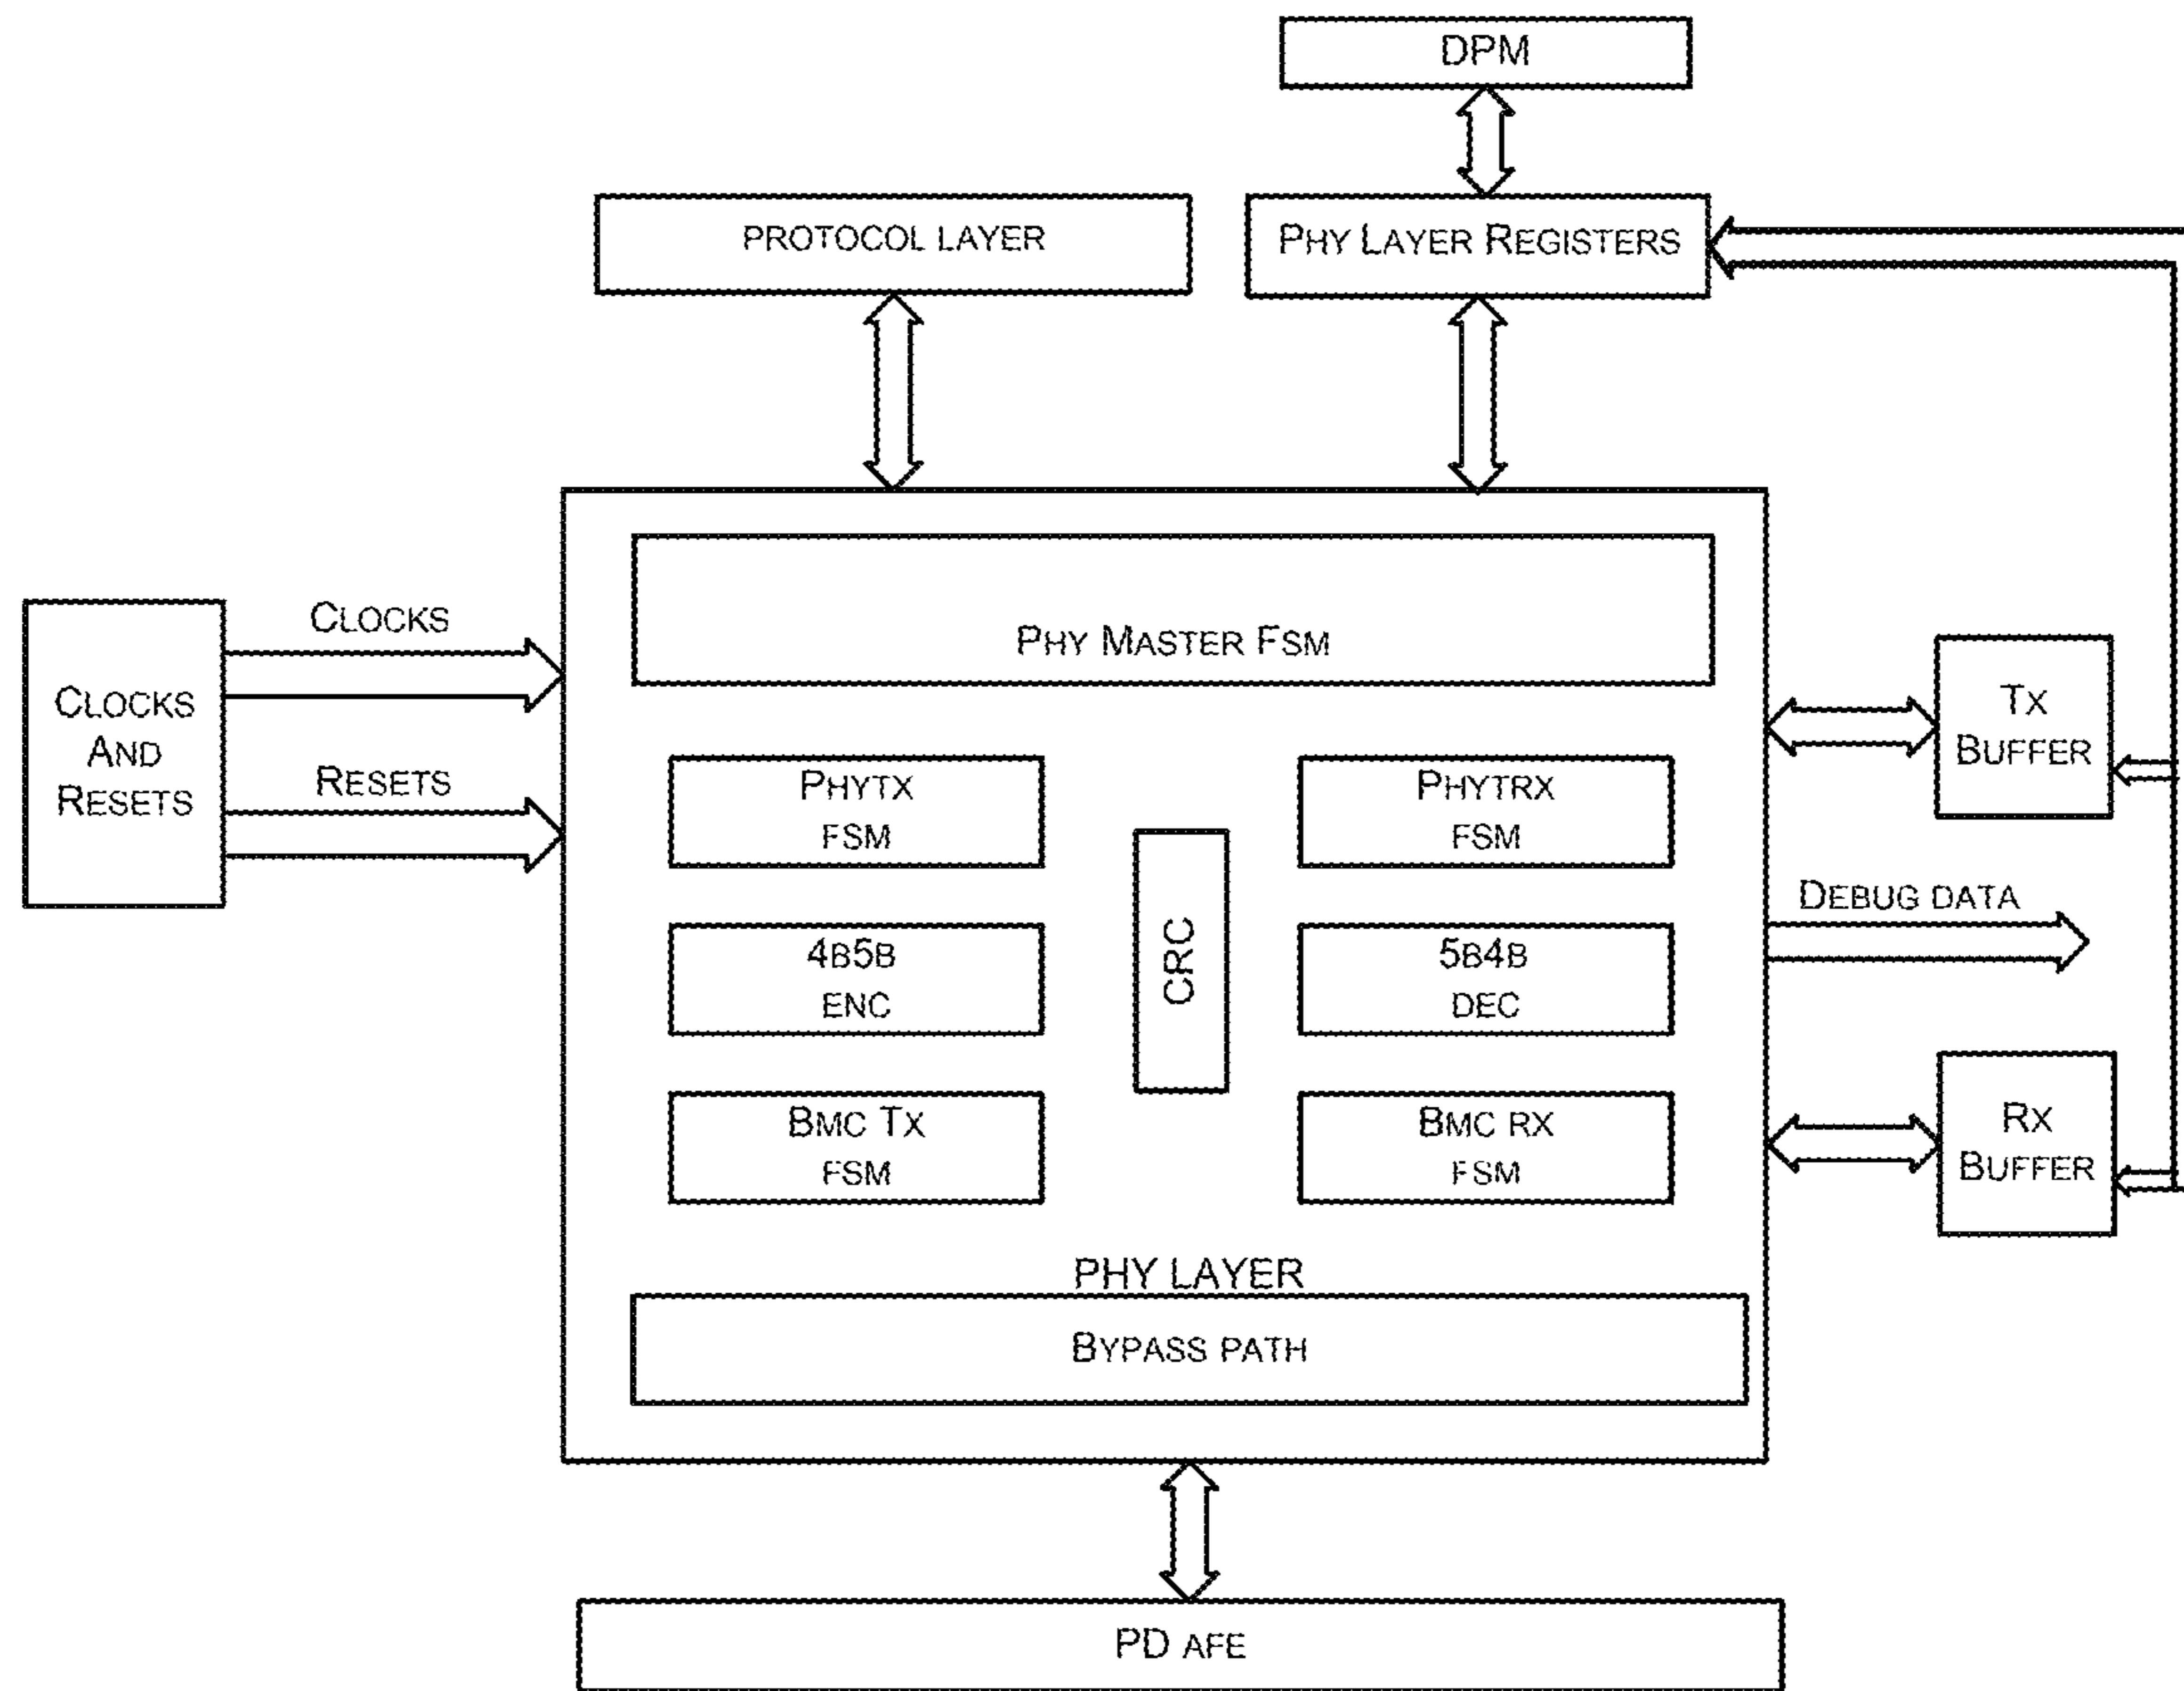 DPM
PROTOCOL LAYER
PHY LAYER REGISTERS
CLOCKS
CLOCKS
AND
RESETS
RESETS
PHY MASTER FSM
PHYTX
FSM
PHYTRX
FSM
CRC
4B5B
ENC
5B4B
DEC
BMC TX
FSM
BMC RX
FSM
PHY LAYER
BYPASS PATH
TX
BUFFER
DEBUG DATA
RX
BUFFER
PD AFE